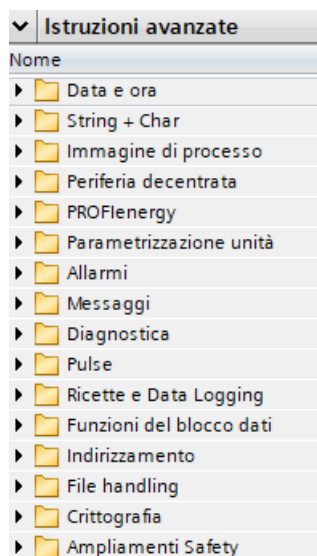 Istruzioni avanzate
Nome
Data e ora
String + Char
Immagine di processo
Periferia decentrata
PROFIenergy
Parametrizzazione unità
Allarmi
Messaggi
Diagnostica
Pulse
Ricette e Data Logging
Funzioni del blocco dati
Indirizzamento
File handling
Crittografia
Ampliamenti Safety